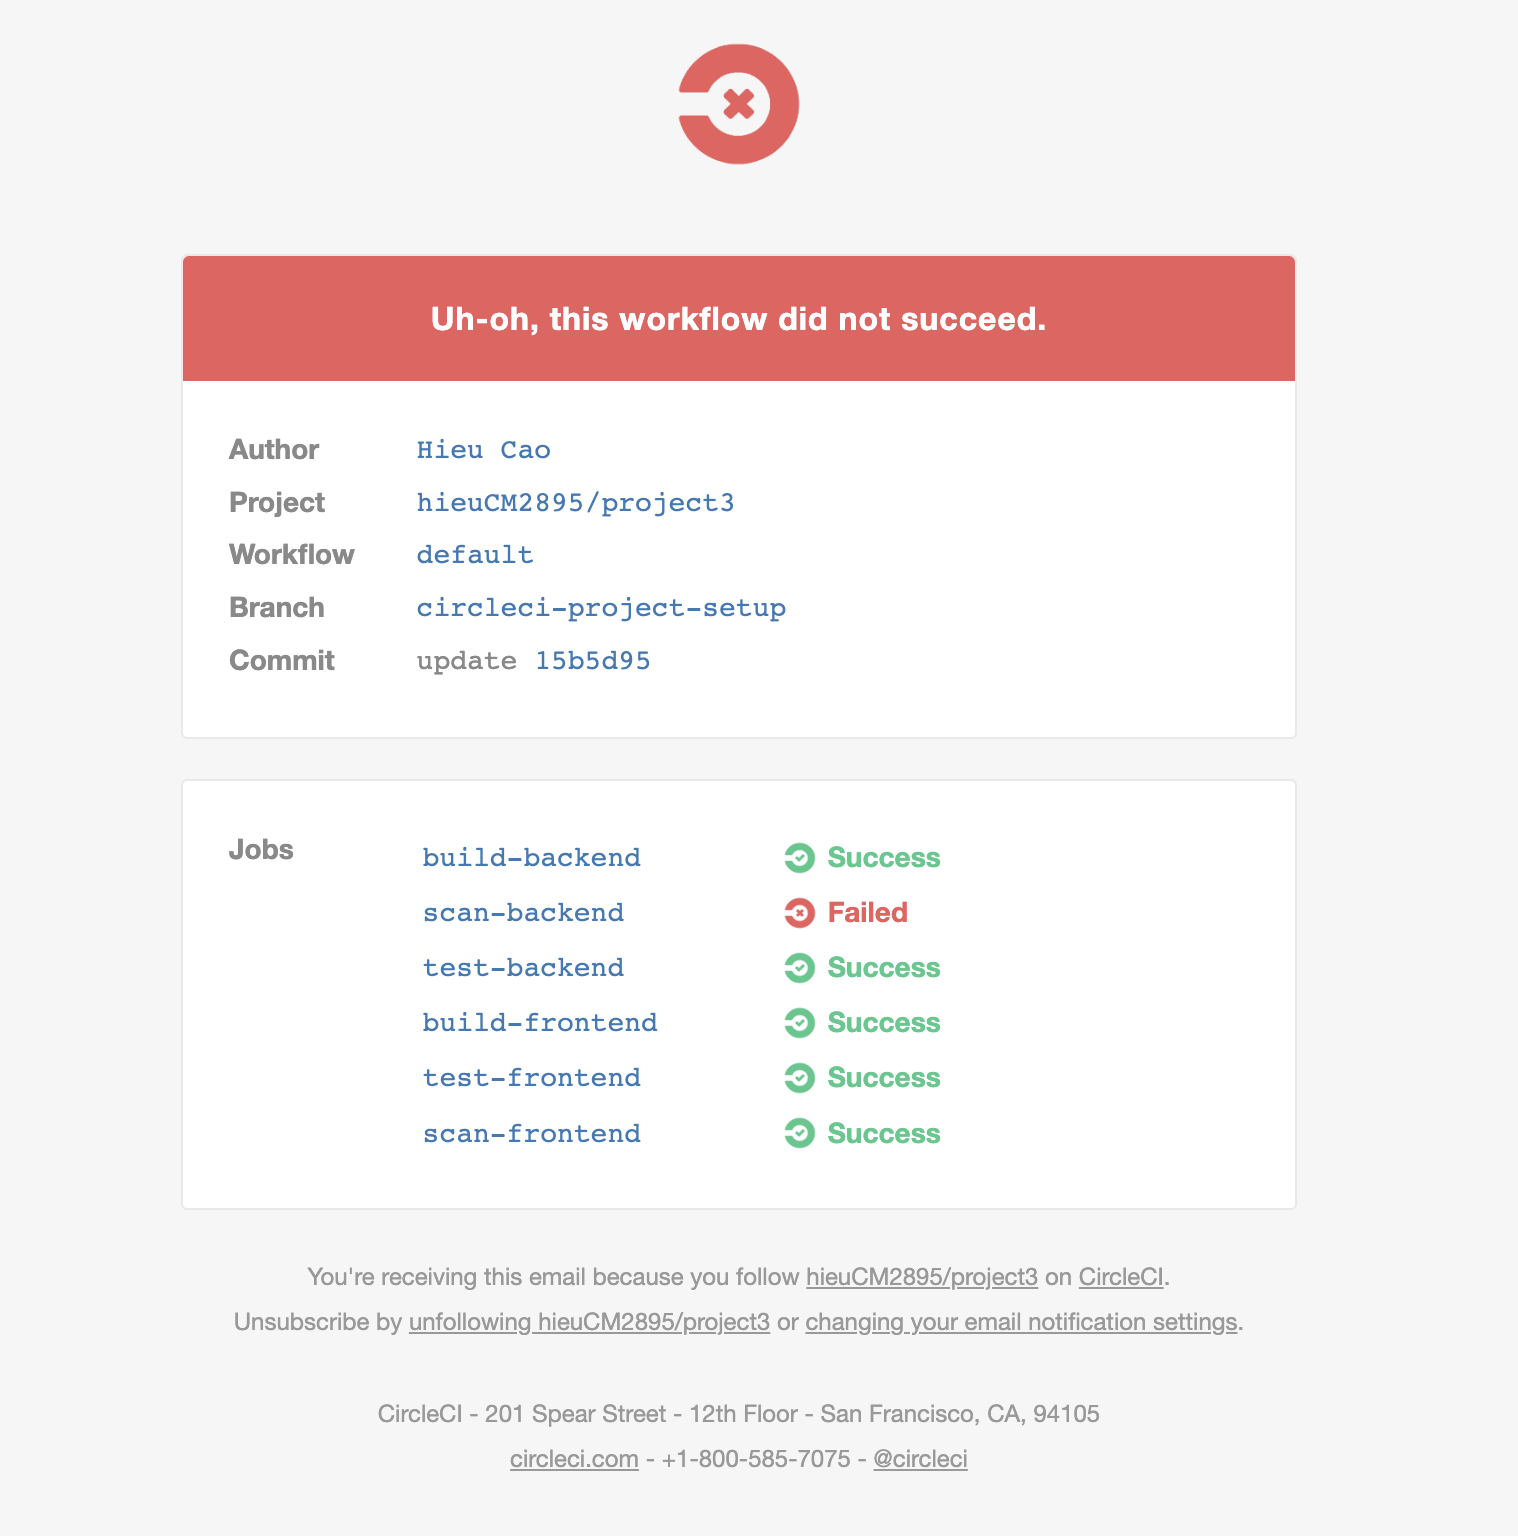 Uh-oh, this workflow did not succeed.
Author Hieu Cao
Project hieuCM2895/project3
Workflow default
Branch circleci-project-setup
Commit update 15b5d95
Jobs build-backend Success
scan-backend Failed
test-backend Success
build-frontend Success
test-frontend Success
scan-frontend Success
You're receiving this email because you follow hieuCM2895/project3 on CircleCI.
Unsubscribe by unfollowing hieuCM2895/project3 or changing your email notification settings.
CircleCI - 201 Spear Street - 12th Floor - San Francisco, CA, 94105
circleci.com - +1-800-585-7075 - @circleci